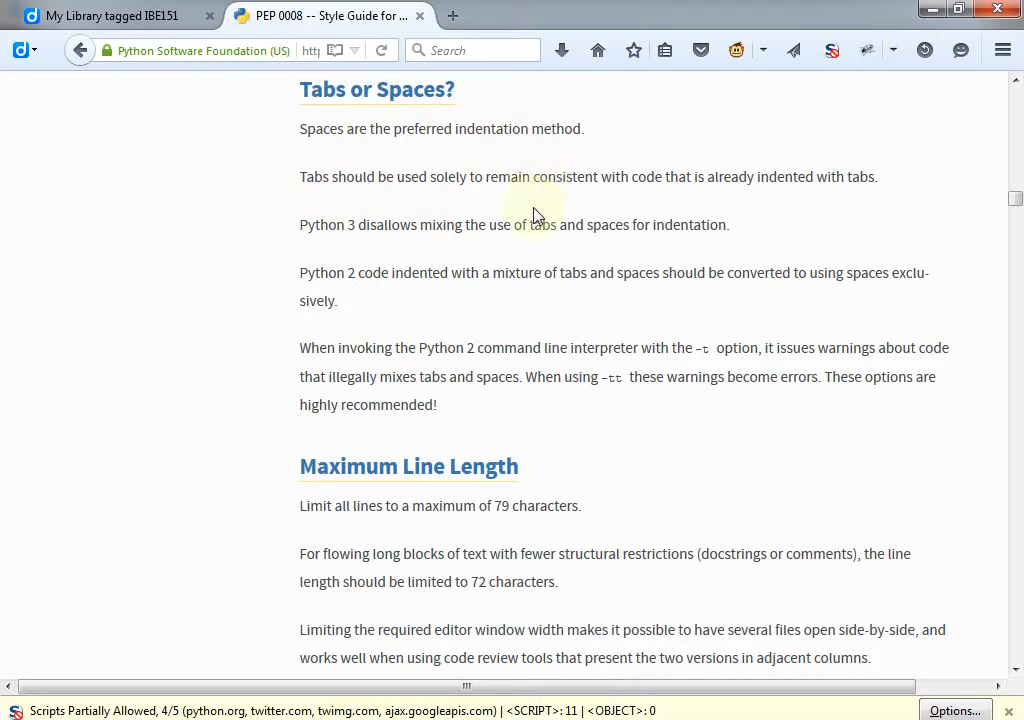 My Library tagged IBE151
PEP 0008 -- Style Guide for ...
Python Software Foundation (US)
Search
Tabs or Spaces?
Spaces are the preferred indentation method.
Tabs should be used solely to remain consistent with code that is already indented with tabs.
Python 3 disallows mixing the use of tabs and spaces for indentation.
Python 2 code indented with a mixture of tabs and spaces should be converted to using spaces exclu-
sively.
When invoking the Python 2 command line interpreter with the -t option, it issues warnings about code
that illegally mixes tabs and spaces. When using -tt these warnings become errors. These options are
highly recommended!
Maximum Line Length
Limit all lines to a maximum of 79 characters.
For flowing long blocks of text with fewer structural restrictions (docstrings or comments), the line
length should be limited to 72 characters.
Limiting the required editor window width makes it possible to have several files open side-by-side, and
works well when using code review tools that present the two versions in adjacent columns.
Scripts Partially Allowed, 4/5 (python.org, twitter.com, twimg.com, ajax.googleapis.com) | <SCRIPT>: 11 | <OBJECT>: 0
Options...